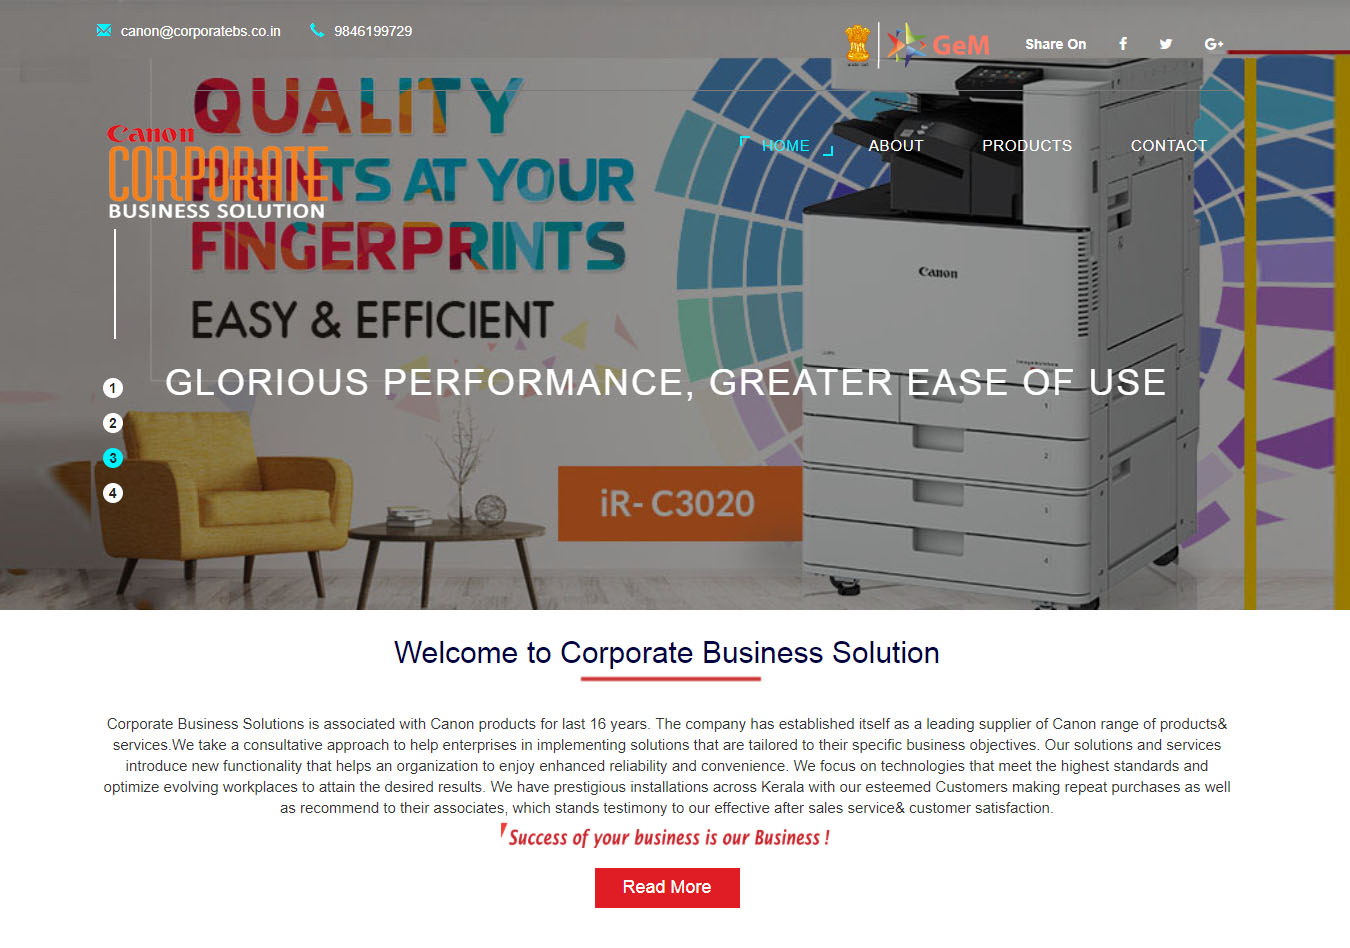 canon@corporatebs.co.in 9846199729
GeM Share On
QUALITY
Canon
CORPORATE
BUSINESS SOLUTION
HOME ABOUT PRODUCTS CONTACT
PRINTS AT YOUR
FINGERPRINTS
EASY & EFFICIENT
Canon
GLORIOUS PERFORMANCE, GREATER EASE OF USE
1
2
3
4
iR- C3020
1
2
3
4
Welcome to Corporate Business Solution
Corporate Business Solutions is associated with Canon products for last 16 years. The company has established itself as a leading supplier of Canon range of products&
services.We take a consultative approach to help enterprises in implementing solutions that are tailored to their specific business objectives. Our solutions and services
introduce new functionality that helps an organization to enjoy enhanced reliability and convenience. We focus on technologies that meet the highest standards and
optimize evolving workplaces to attain the desired results. We have prestigious installations across Kerala with our esteemed Customers making repeat purchases as well
as recommend to their associates, which stands testimony to our effective after sales service& customer satisfaction.
Success of your business is our Business !
Read More